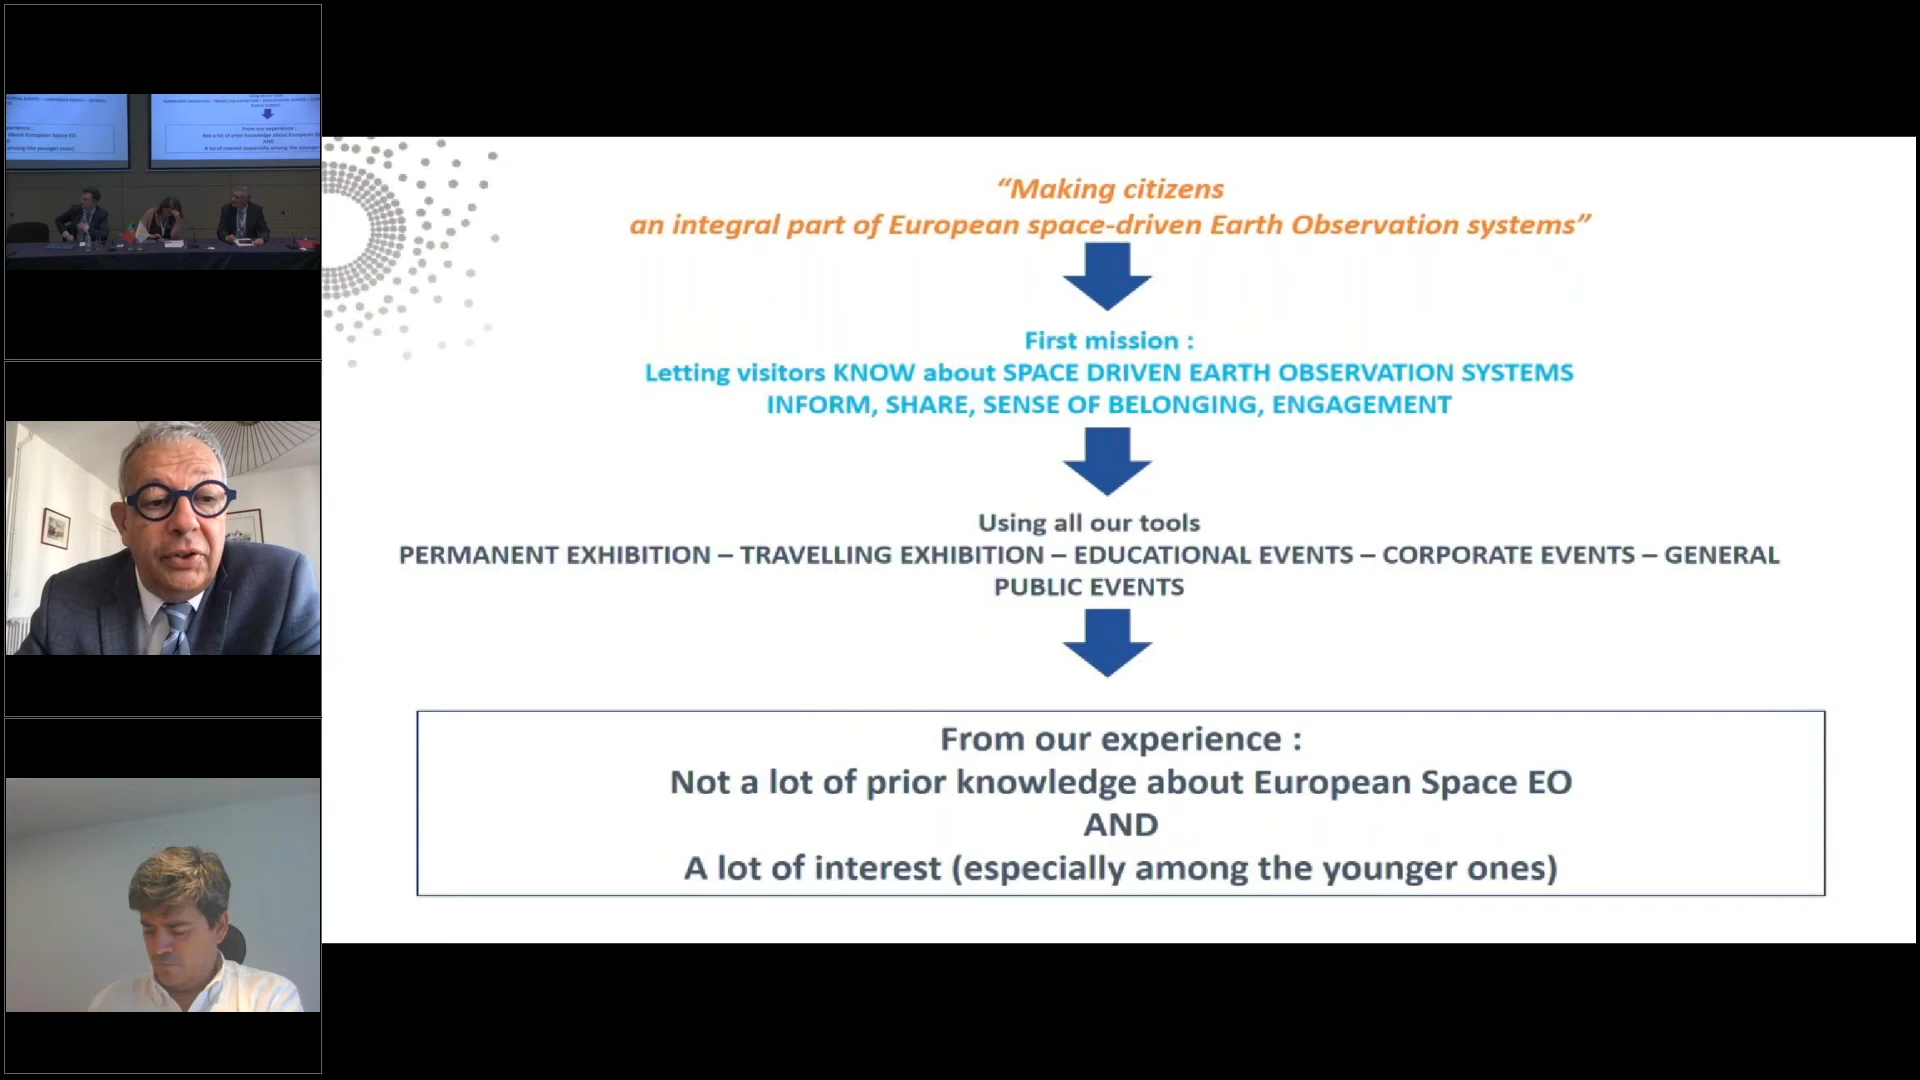 “Making citizens
an integral part of European space-driven Earth Observation systems”
First mission :
Letting visitors KNOW about SPACE DRIVEN EARTH OBSERVATION SYSTEMS
INFORM, SHARE, SENSE OF BELONGING, ENGAGEMENT
Using all our tools
PERMANENT EXHIBITION – TRAVELLING EXHIBITION – EDUCATIONAL EVENTS – CORPORATE EVENTS – GENERAL
PUBLIC EVENTS
From our experience :
Not a lot of prior knowledge about European Space EO
AND
A lot of interest (especially among the younger ones)